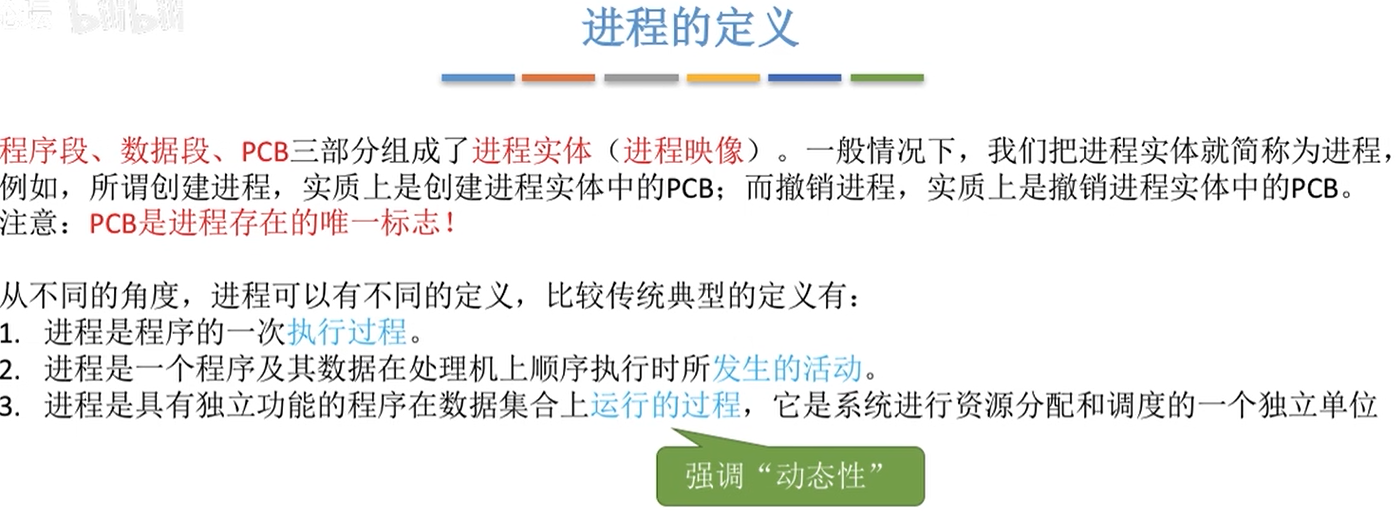 进程的定义
程序段、数据段、PCB三部分组成了进程实体（进程映像）。一般情况下，我们把进程实体就简称为进程，
例如，所谓创建进程，实质上是创建进程实体中的PCB；而撤销进程，实质上是撤销进程实体中的PCB。
注意：PCB是进程存在的唯一标志！
从不同的角度，进程可以有不同的定义，比较传统典型的定义有：
1. 进程是程序的一次执行过程。
2. 进程是一个程序及其数据在处理机上顺序执行时所发生的活动。
3. 进程是具有独立功能的程序在数据集合上运行的过程，它是系统进行资源分配和调度的一个独立单位
强调“动态性”